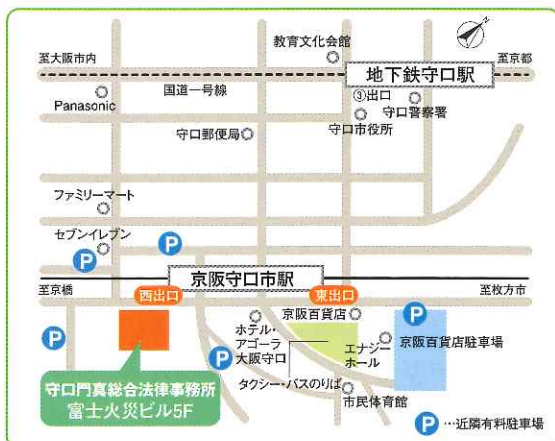 N
教育文化会館
至大阪市内
至京都
地下鉄守口駅
国道一号線
Panasonic
③出口
守口警察署
守口市役所
守口郵便局
ファミリーマート
セブンイレブン
P
P
京阪守口市駅
至京橋
西出口
東出口
至枚方市
京阪百貨店
P
P
ホテル・
アゴーラ
大阪守口
P
エナジー
ホール
京阪百貨店駐車場
タクシー・バスのりば
守口門真総合法律事務所
富士火災ビル5F
市民体育館
P …近隣有料駐車場